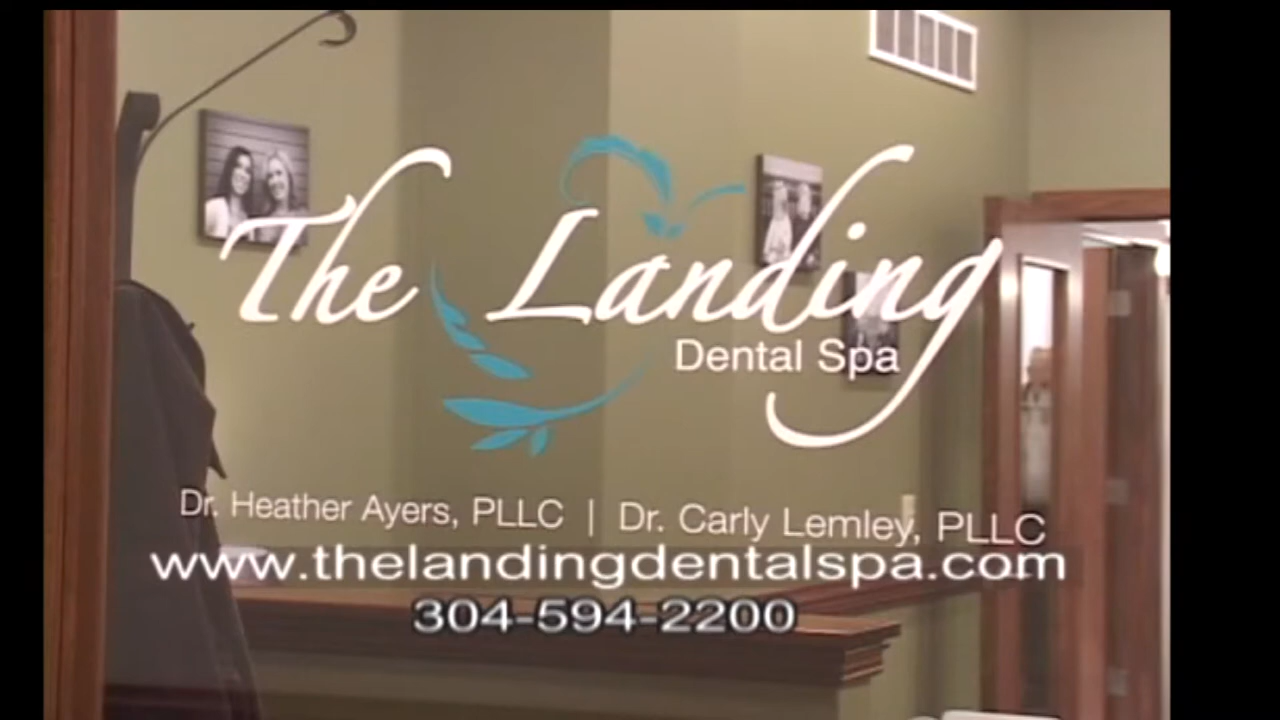 The Landing
Dental Spa
Dr. Heather Ayers, PLLC | Dr. Carly Lemley, PLLC
www.thelandingdentalspa.com
304-594-2200